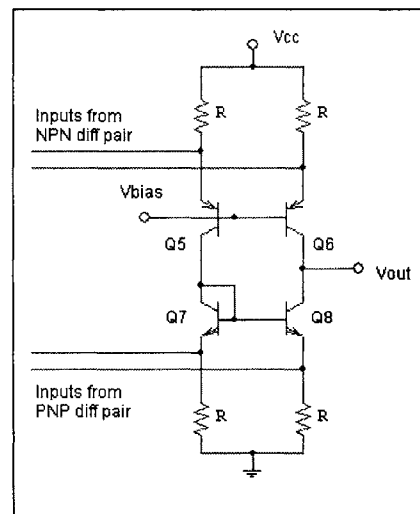 Vcc
Inputs from
NPN diff pair
R
R
Vbias
Q5
Q6
Vout
Q7
Q8
Inputs from
PNP diff pair
R
R